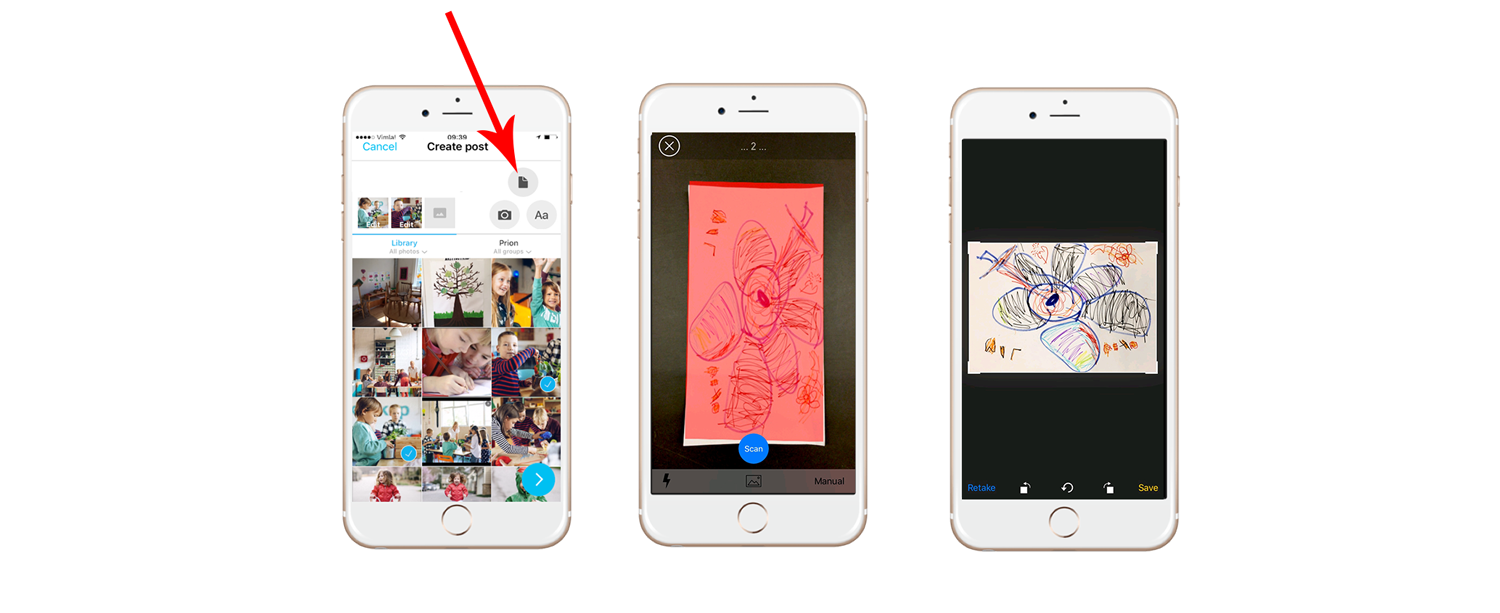 Vimla! 09:39
Cancel Create post
Edit Edit
Aa
Library Prion
All photos All groups
... 2 ...
Scan
Manual
Retake Save